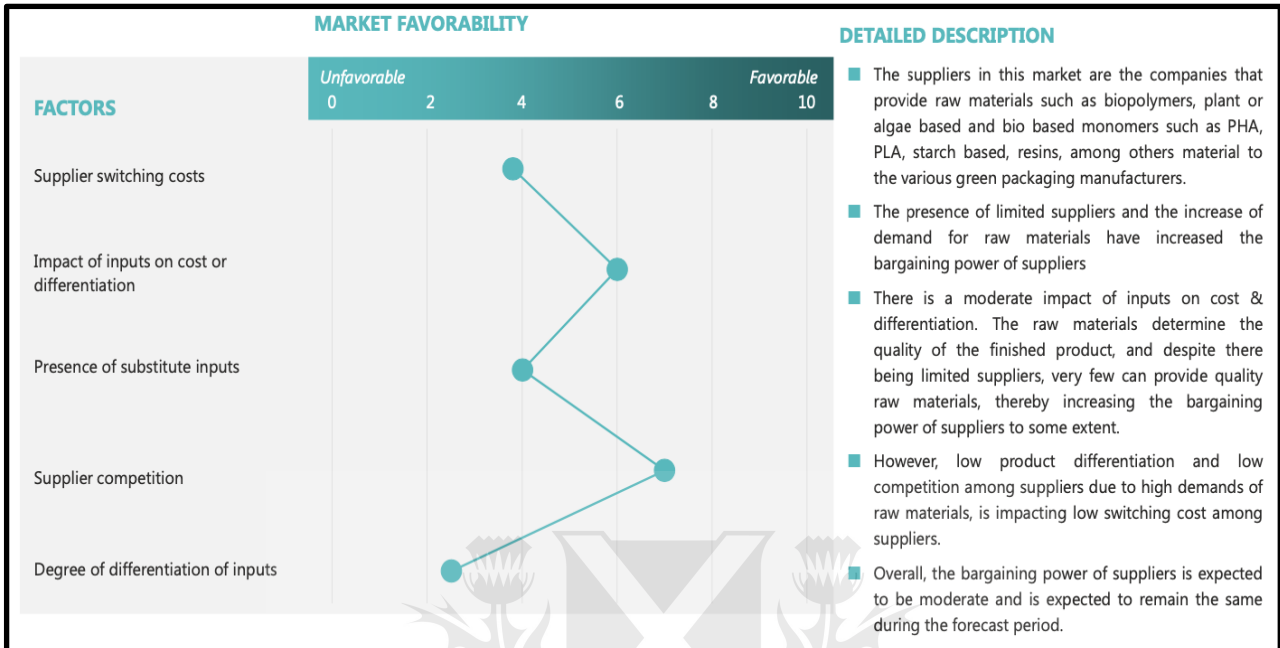 MARKET FAVORABILITY
Unfavorable
Favorable
0 2 4 6 8 10
FACTORS
Supplier switching costs
Impact of inputs on cost or
differentiation
Presence of substitute inputs
Supplier competition
Degree of differentiation of inputs
DETAILED DESCRIPTION
The suppliers in this market are the companies that
provide raw materials such as biopolymers, plant or
algae based and bio based monomers such as PHA,
PLA, starch based, resins, among others material to
the various green packaging manufacturers.
The presence of limited suppliers and the increase of
demand for raw materials have increased the
bargaining power of suppliers
There is a moderate impact of inputs on cost &
differentiation. The raw materials determine the
quality of the finished product, and despite there
being limited suppliers, very few can provide quality
raw materials, thereby increasing the bargaining
power of suppliers to some extent.
However, low product differentiation and low
competition among suppliers due to high demands of
raw materials, is impacting low switching cost among
suppliers.
Overall, the bargaining power of suppliers is expected
to be moderate and is expected to remain the same
during the forecast period.